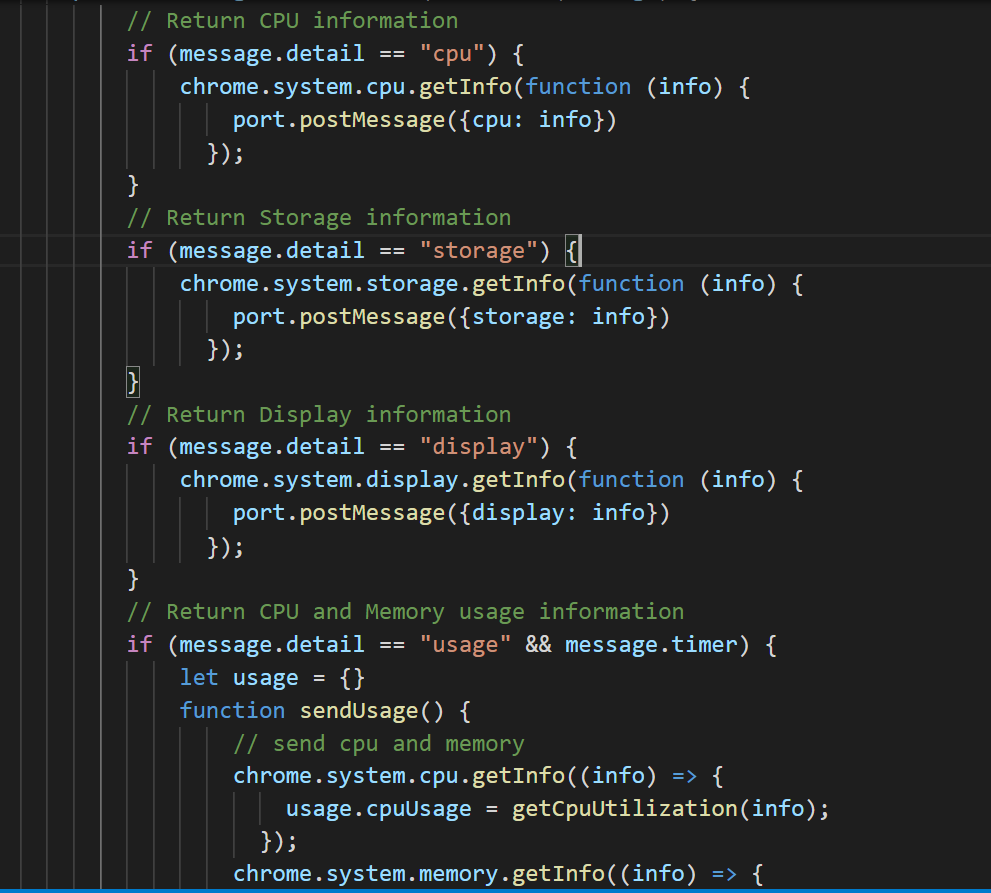 // Return CPU information
if (message.detail == "cpu") {
    chrome.system.cpu.getInfo(function (info) {
        port.postMessage({cpu: info})
      });
}
// Return Storage information
if (message.detail == "storage") {
    chrome.system.storage.getInfo(function (info) {
        port.postMessage({storage: info})
      });
}
// Return Display information
if (message.detail == "display") {
    chrome.system.display.getInfo(function (info) {
        port.postMessage({display: info})
      });
}
// Return CPU and Memory usage information
if (message.detail == "usage" && message.timer) {
    let usage = {}
    function sendUsage() {
        // send cpu and memory
        chrome.system.cpu.getInfo((info) => {
            usage.cpuUsage = getCpuUtilization(info);
          });
        chrome.system.memory.getInfo((info) => {